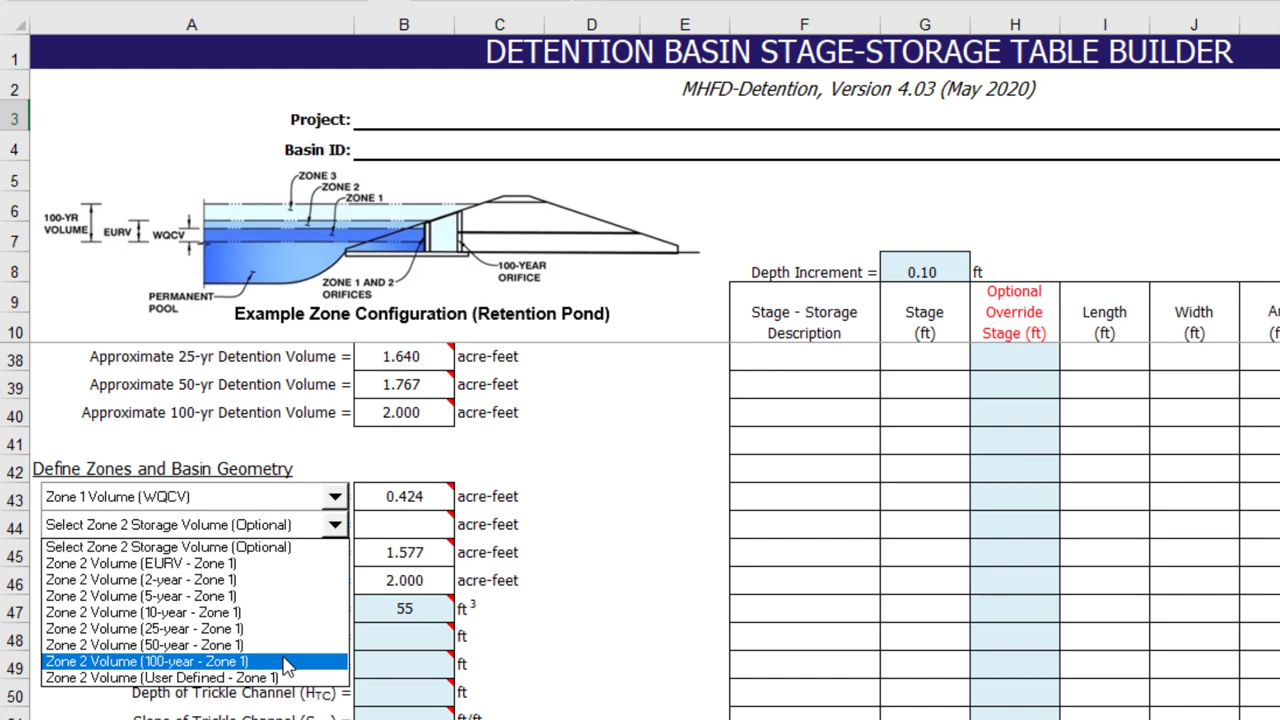 A B C D E F G H I J
1 DETENTION BASIN STAGE-STORAGE TABLE BUILDER
2 MHFD-Detention, Version 4.03 (May 2020)
3 Project:
4 Basin ID:
5
6
7
8
9
10
ZONE 3
ZONE 2
ZONE 1
100-YR
VOLUME
EURV
WQCV
100-YEAR
ORIFICE
ZONE 1 AND 2
ORIFICES
PERMANENT
POOL
Example Zone Configuration (Retention Pond)
Depth Increment = 0.10 ft
Stage - Storage
Description
Stage
(ft)
Optional
Override
Stage (ft)
Length
(ft)
Width
(ft)
38 Approximate 25-yr Detention Volume = 1.640 acre-feet
39 Approximate 50-yr Detention Volume = 1.767 acre-feet
40 Approximate 100-yr Detention Volume = 2.000 acre-feet
41
42 Define Zones and Basin Geometry
43 Zone 1 Volume (WQCV) 0.424 acre-feet
44 Select Zone 2 Storage Volume (Optional) acre-feet
45 1.577 acre-feet
46 2.000 acre-feet
47 55 ft 3
48 ft
49 ft
50 Depth of Trickle Channel (HTC) = ft
Select Zone 2 Storage Volume (Optional)
Zone 2 Volume (EURV - Zone 1)
Zone 2 Volume (2-year - Zone 1)
Zone 2 Volume (5-year - Zone 1)
Zone 2 Volume (10-year - Zone 1)
Zone 2 Volume (25-year - Zone 1)
Zone 2 Volume (50-year - Zone 1)
Zone 2 Volume (100-year - Zone 1)
Zone 2 Volume (User Defined - Zone 1)